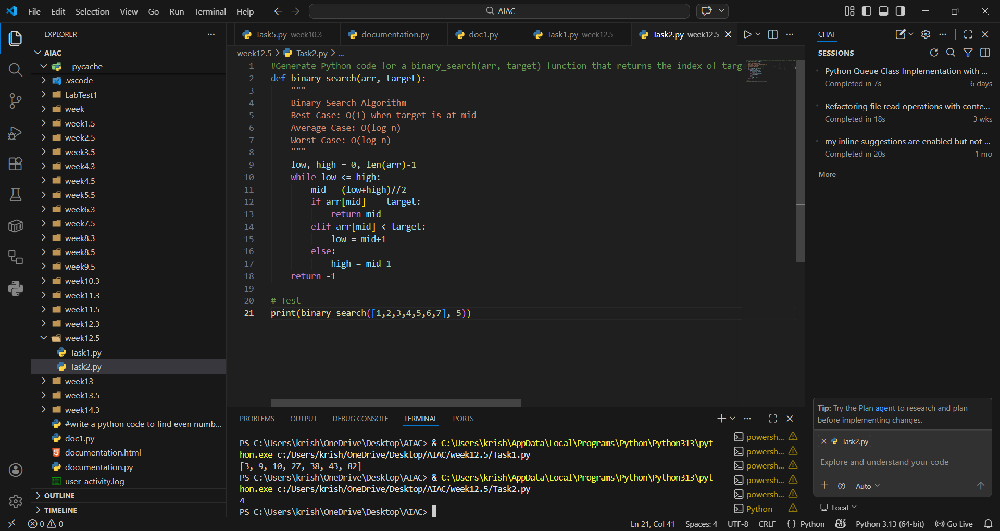 File Edit Selection View Go Run Terminal Help
AIAC
EXPLORER
AIAC
__pycache__
.vscode
LabTest1
week
week1.5
week2.5
week3.5
week4.3
week4.5
week5.5
week6.3
week7.5
week8.3
week8.5
week9.5
week10.3
week11.3
week11.5
week12.3
week12.5
Task1.py
Task2.py
week13
week13.5
week14.3
#write a python code to find even numb...
doc1.py
documentation.html
documentation.py
user_activity.log
OUTLINE
TIMELINE
Task5.py week10.3
documentation.py
doc1.py
Task1.py week12.5
Task2.py week12.5
week12.5 > Task2.py > ...
1 #Generate Python code for a binary_search(arr, target) function that returns the index of targ
2 def binary_search(arr, target):
3 """
4 Binary Search Algorithm
5 Best Case: O(1) when target is at mid
6 Average Case: O(log n)
7 Worst Case: O(log n)
8 """
9 low, high = 0, len(arr)-1
10 while low <= high:
11 mid = (low+high)//2
12 if arr[mid] == target:
13 return mid
14 elif arr[mid] < target:
15 low = mid+1
16 else:
17 high = mid-1
18 return -1
19
20 # Test
21 print(binary_search([1,2,3,4,5,6,7], 5))
PROBLEMS OUTPUT DEBUG CONSOLE TERMINAL PORTS
PS C:\Users\krish\OneDrive\Desktop\AIAC> & C:\Users\krish\AppData\Local\Programs\Python\Python313\pyt
hon.exe c:/Users/krish/OneDrive/Desktop/AIAC/week12.5/Task1.py
[3, 9, 10, 27, 38, 43, 82]
PS C:\Users\krish\OneDrive\Desktop\AIAC> & C:\Users\krish\AppData\Local\Programs\Python\Python313\pyt
hon.exe c:/Users/krish/OneDrive/Desktop/AIAC/week12.5/Task2.py
4
PS C:\Users\krish\OneDrive\Desktop\AIAC>
powersh...
powersh...
powersh...
powersh...
powersh...
Python
CHAT
SESSIONS
Python Queue Class Implementation with ...
Completed in 7s 6 days
Refactoring file read operations with conte...
Completed in 18s 3 wks
my inline suggestions are enabled but not ...
Completed in 20s 1 mo
More
Tip: Try the Plan agent to research and plan
before implementing changes.
Task2.py
Explore and understand your code
Auto
Local
0 0
Ln 21, Col 41 Spaces: 4 UTF-8 CRLF {} Python Python 3.13 (64-bit) Go Live